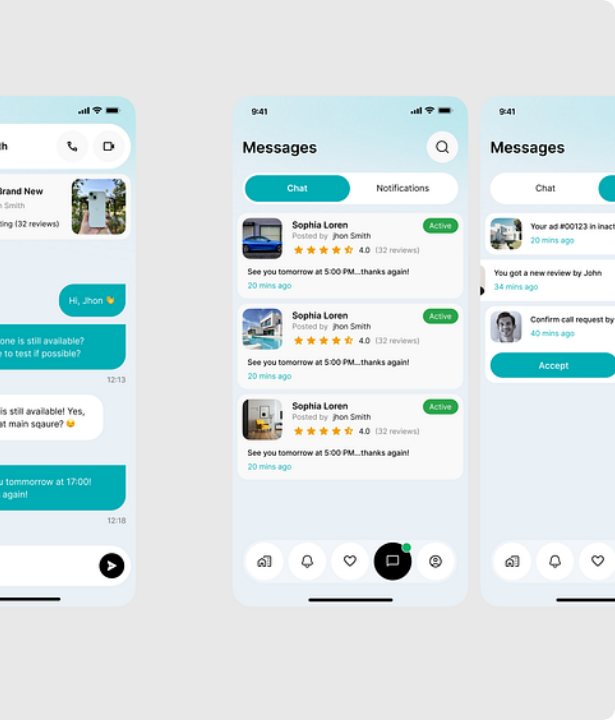 th
Brand New
n Smith
ting (32 reviews)
Hi, Jhon 👋
one is still available?
e to test if possible?
12:13
is still available! Yes,
at main sqaure? 😊
u tommorrow at 17:00!
again!
12:18
9:41
Messages
Chat
Notifications
Sophia Loren
Active
Posted by jhon Smith
4.0 (32 reviews)
See you tomorrow at 5:00 PM...thanks again!
20 mins ago
Sophia Loren
Active
Posted by jhon Smith
4.0 (32 reviews)
See you tomorrow at 5:00 PM...thanks again!
20 mins ago
Sophia Loren
Active
Posted by jhon Smith
4.0 (32 reviews)
See you tomorrow at 5:00 PM...thanks again!
20 mins ago
9:41
Messages
Chat
Your ad #00123 in inact
20 mins ago
You got a new review by John
34 mins ago
Confirm call request by
40 mins ago
Accept